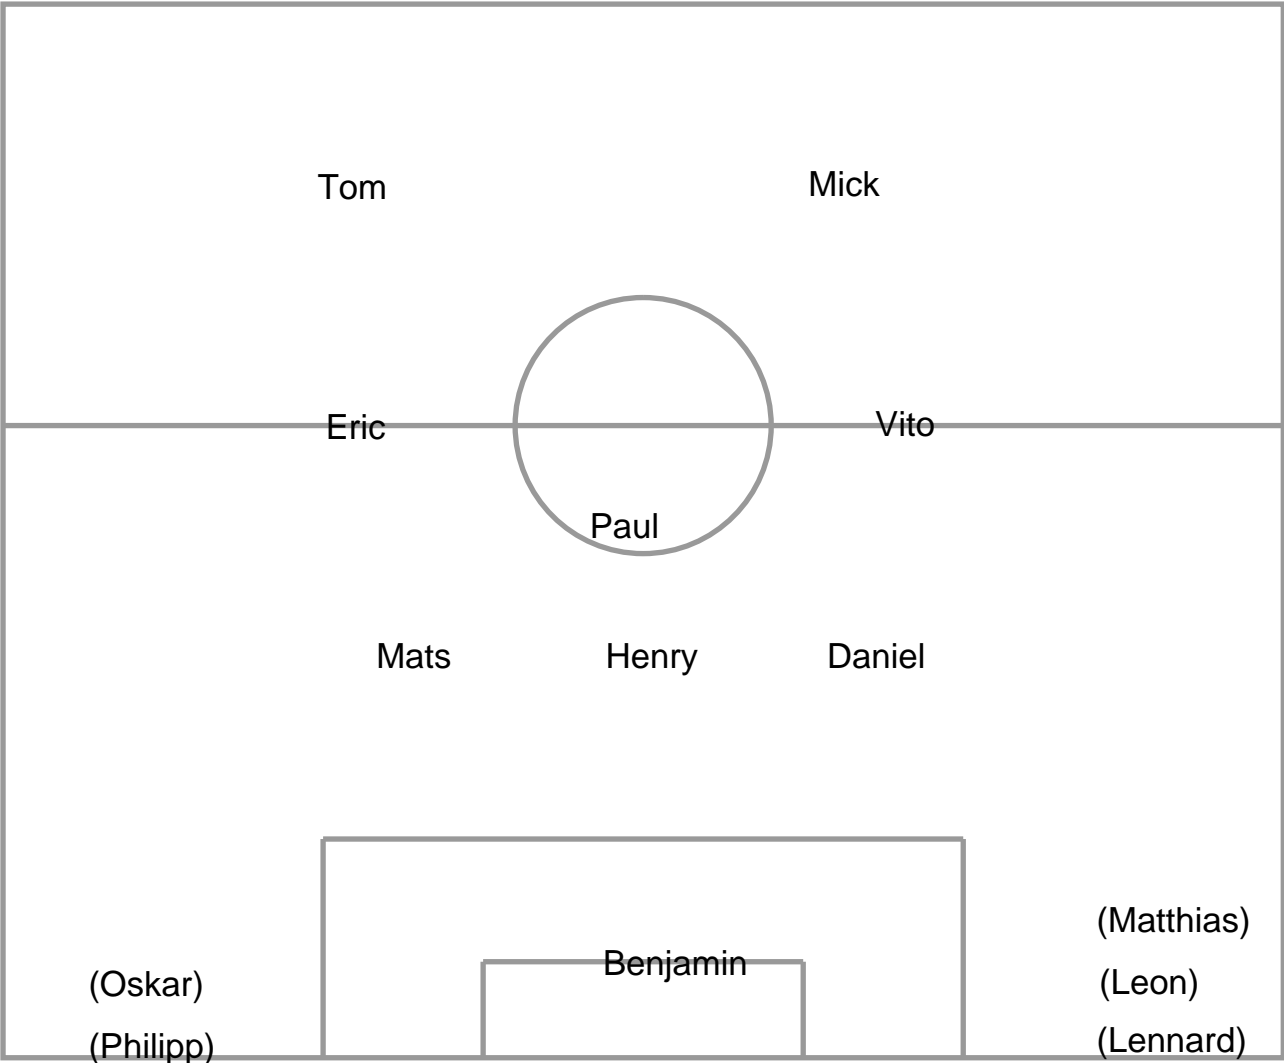 Tom Mick
Eric Vito
Paul
Mats Henry Daniel
(Matthias)
Benjamin
(Oskar) (Leon)
(Philipp) (Lennard)